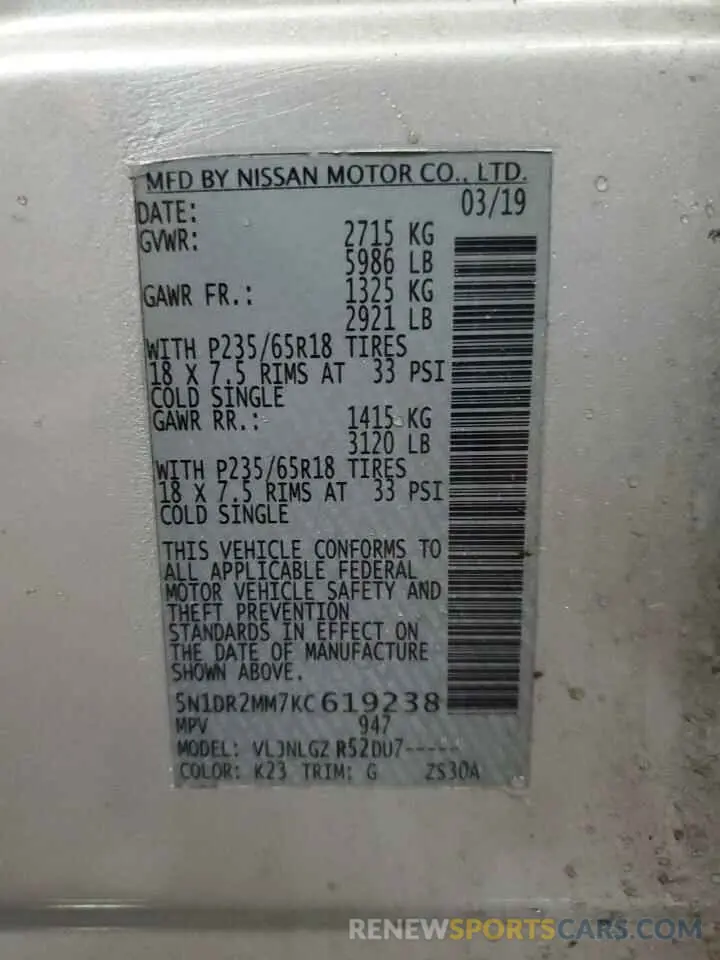 MFD BY NISSAN MOTOR CO., LTD.
DATE: 03/19
GVWR: 2715 KG
5986 LB
GAWR FR.: 1325 KG
2921 LB
WITH P235/65R18 TIRES
18 X 7.5 RIMS AT 33 PSI
COLD SINGLE
GAWR RR.: 1415 KG
3120 LB
WITH P235/65R18 TIRES
18 X 7.5 RIMS AT 33 PSI
COLD SINGLE
THIS VEHICLE CONFORMS TO
ALL APPLICABLE FEDERAL
MOTOR VEHICLE SAFETY AND
THEFT PREVENTION
STANDARDS IN EFFECT ON
THE DATE OF MANUFACTURE
SHOWN ABOVE.
5N1DR2MM7KC619238
MPV 947
MODEL: VLJNLGZ R52DU7-----
COLOR: K23 TRIM: G ZS30A
RENEWSPORTSCARS.COM